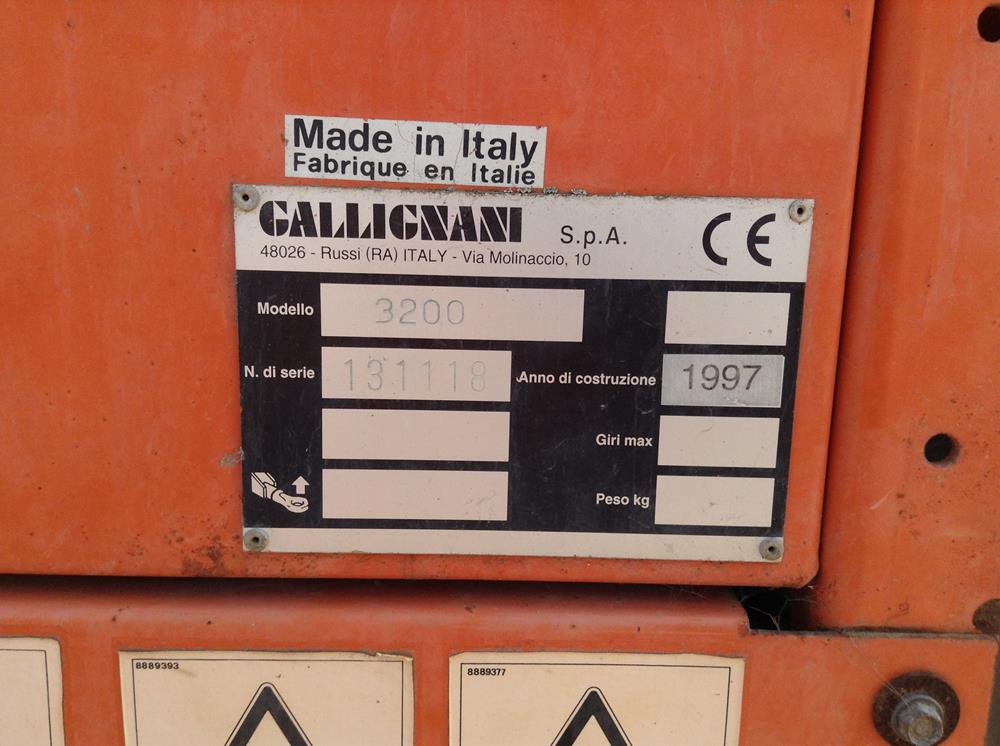 Made in Italy
Fabrique en Italie
GALLIGNANI S.p.A. CE
48026 - Russi (RA) ITALY - Via Molinaccio, 10
Modello 3200
N. di serie 131118 Anno di costruzione 1997
Giri max
Peso kg
8889393 8889377